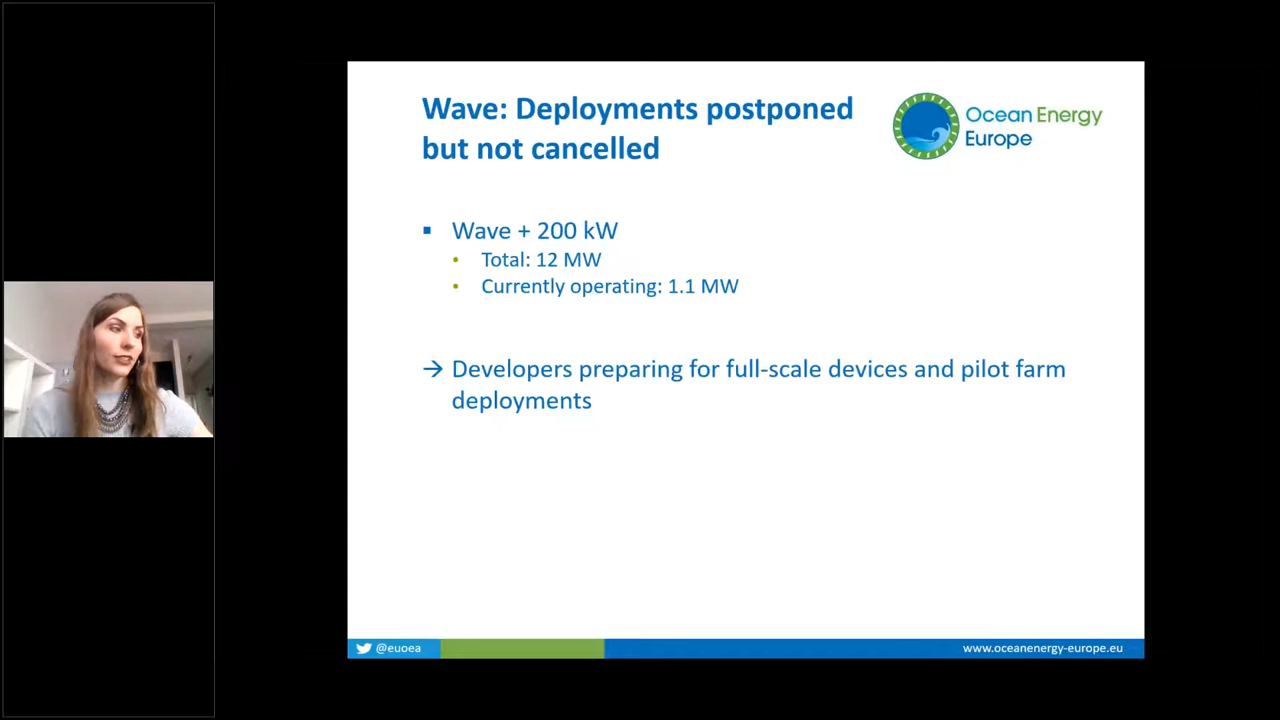 Wave: Deployments postponed
but not cancelled
Ocean Energy
Europe
▪ Wave + 200 kW
• Total: 12 MW
• Currently operating: 1.1 MW
→ Developers preparing for full-scale devices and pilot farm
deployments
@euoea
www.oceanenergy-europe.eu